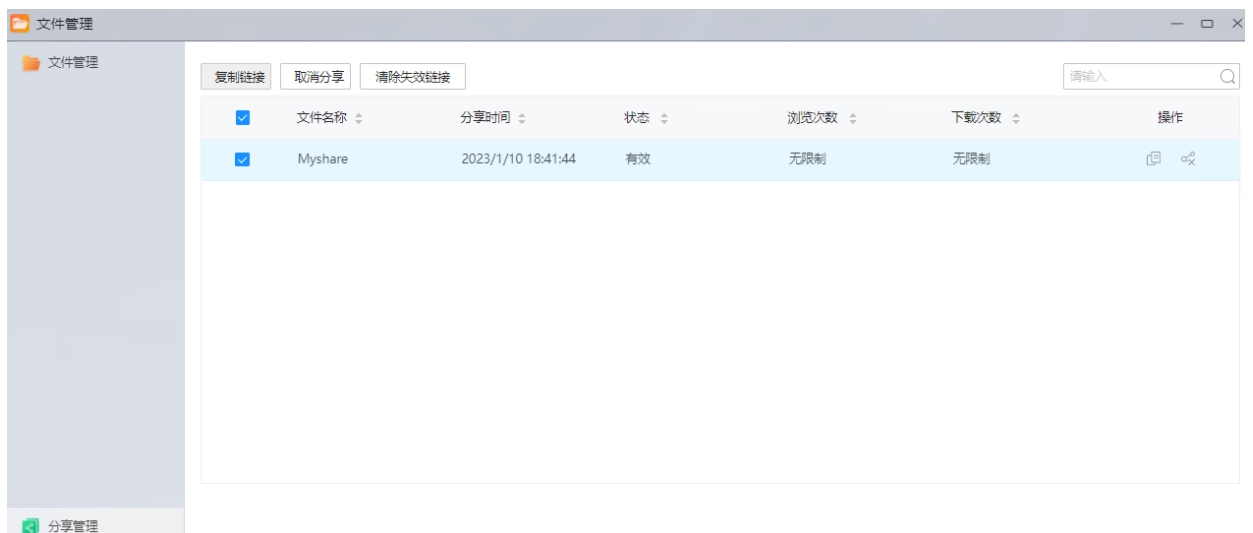 文件管理
文件管理
复制链接 取消分享 清除失效链接 请输入
文件名称 分享时间 状态 浏览次数 下载次数 操作
Myshare 2023/1/10 18:41:44 有效 无限制 无限制
分享管理